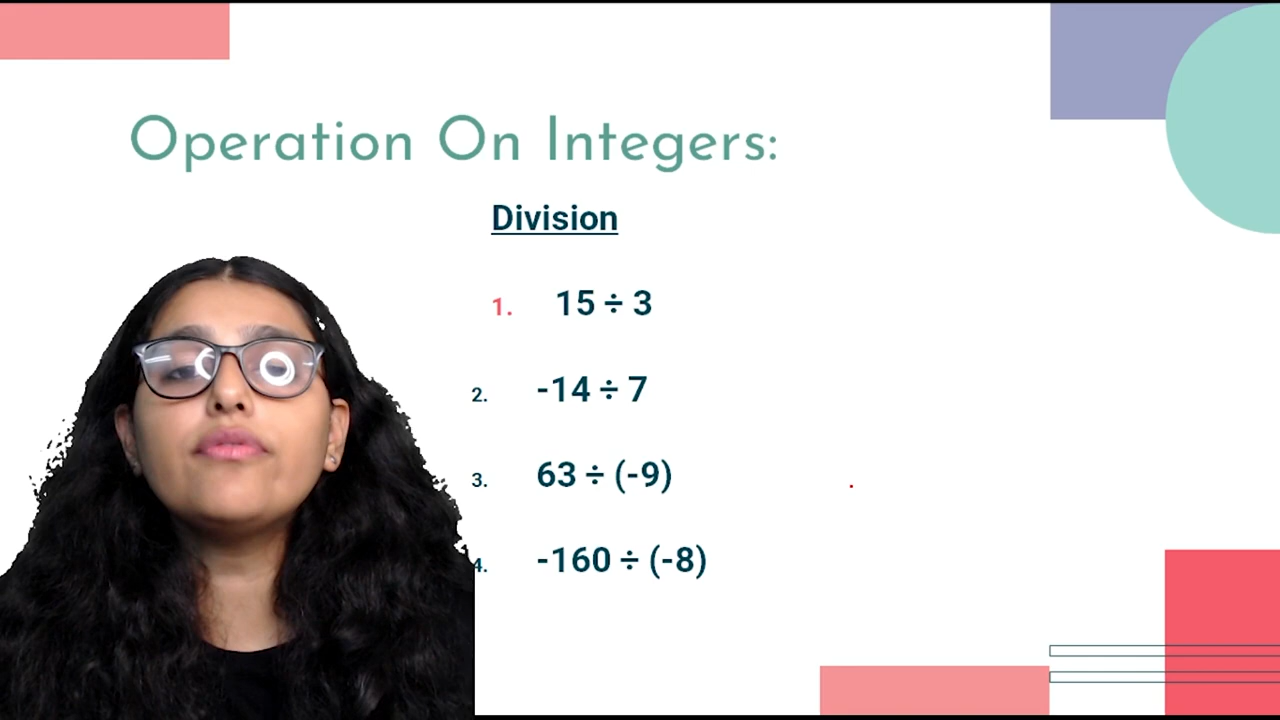 Operation On Integers:
Division
1. 15 ÷ 3
2. -14 ÷ 7
3. 63 ÷ (-9)
4. -160 ÷ (-8)